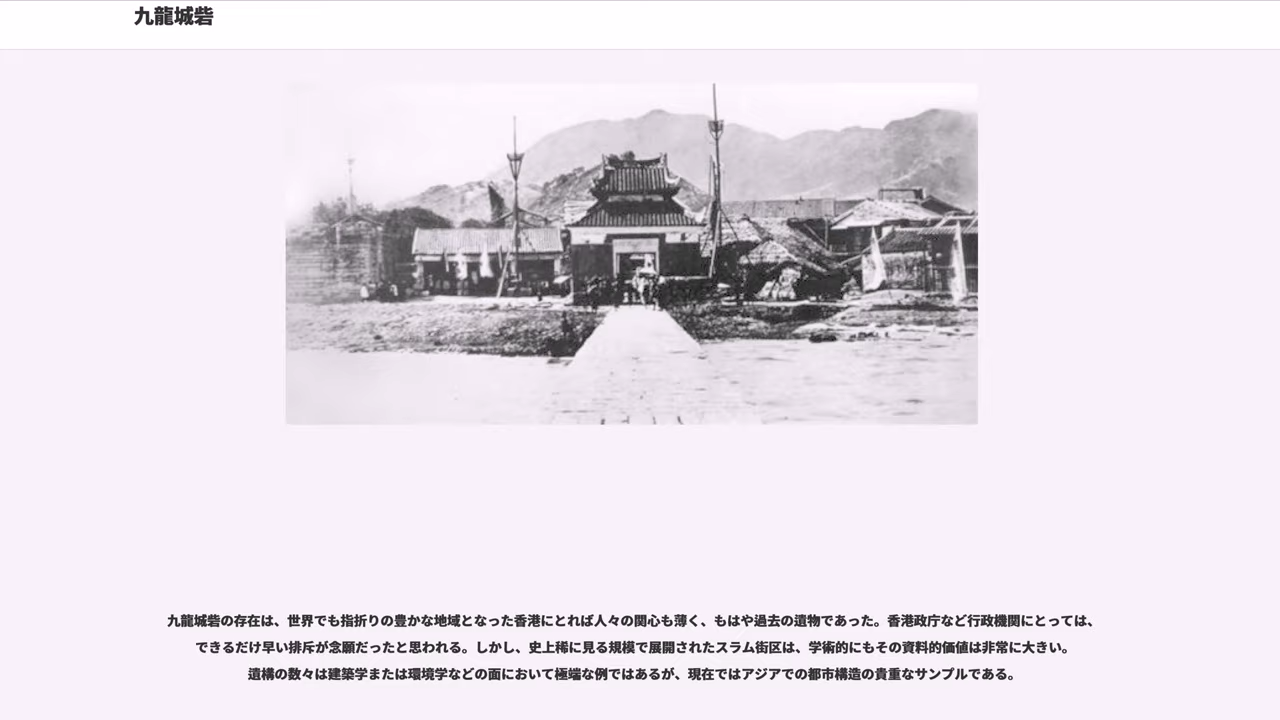 九龍城砦
九龍城砦の存在は、世界でも指折りの豊かな地域となった香港にとれば人々の関心も薄く、もはや過去の遺物であった。香港政庁など行政機関にとっては、
できるだけ早い排斥が念願だったと思われる。しかし、史上稀に見る規模で展開されたスラム街区は、学術的にもその資料的価値は非常に大きい。
遺構の数々は建築学または環境学などの面において極端な例ではあるが、現在ではアジアでの都市構造の貴重なサンプルである。